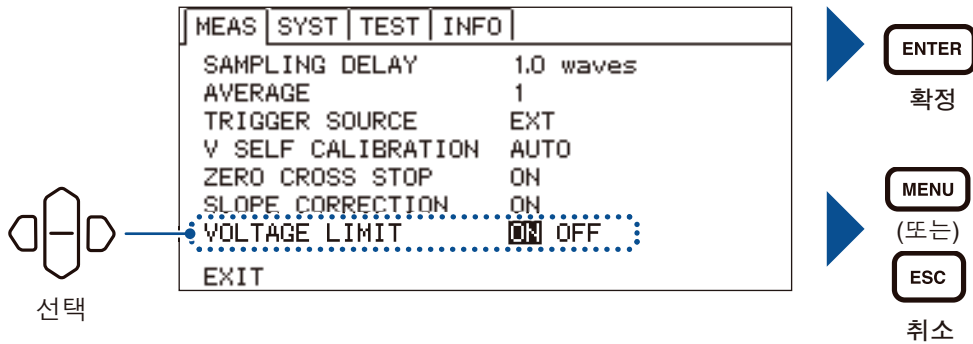 MEAS SYST TEST INFO
SAMPLING DELAY 1.0 waves
AVERAGE 1
TRIGGER SOURCE EXT
V SELF CALIBRATION AUTO
ZERO CROSS STOP ON
SLOPE CORRECTION ON
VOLTAGE LIMIT ON OFF
EXIT
선택
ENTER
확정
MENU
(또는)
ESC
취소